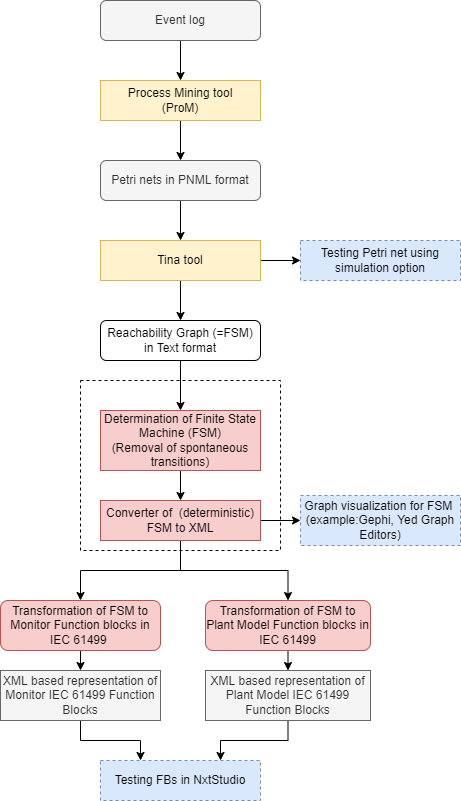 Event log
Process Mining tool
(ProM)
Petri nets in PNML format
Tina tool
Testing Petri net using
simulation option
Reachability Graph (=FSM)
in Text format
Determination of Finite State
Machine (FSM)
(Removal of spontaneous
transitions)
Converter of (deterministic)
FSM to XML
Graph visualization for FSM
(example:Gephi, Yed Graph
Editors)
Transformation of FSM to
Monitor Function blocks in
IEC 61499
Transformation of FSM to
Plant Model Function blocks in
IEC 61499
XML based representation of
Monitor IEC 61499 Function
Blocks
XML based representation of
Plant Model IEC 61499
Function Blocks
Testing FBs in NxtStudio